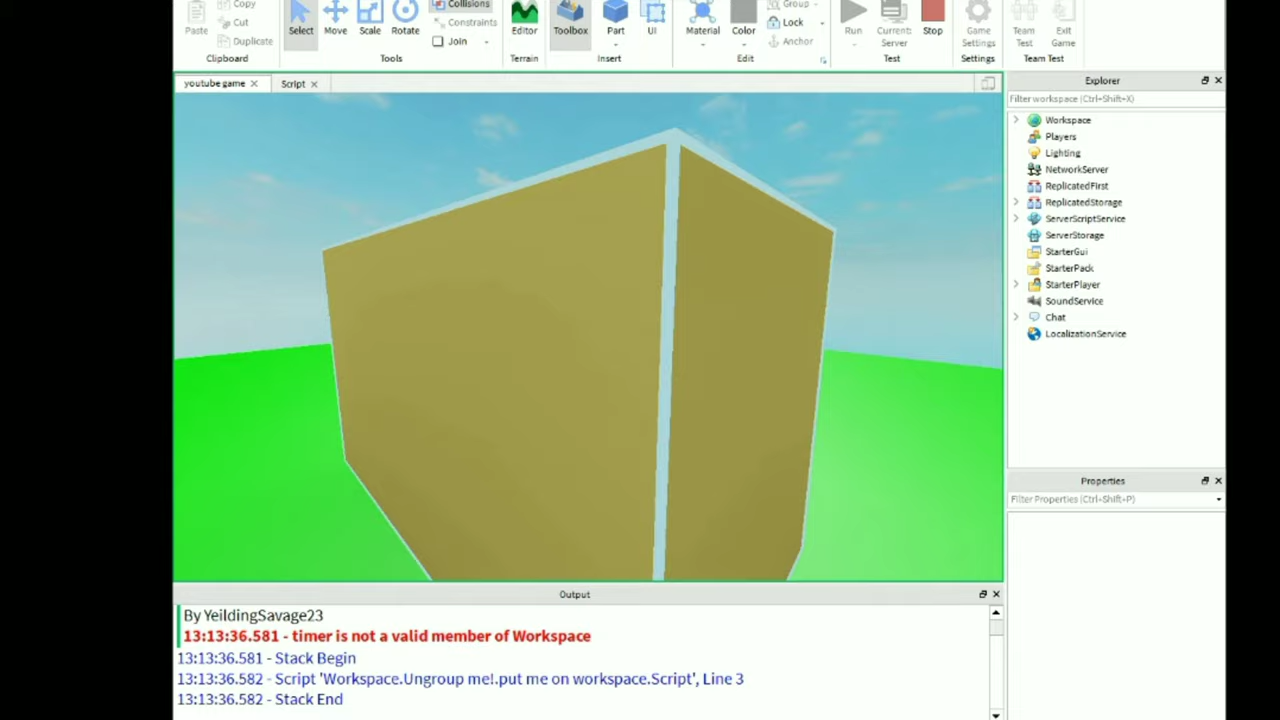 Copy
Collisions
Group
Paste
Cut
Constraints
Lock
Duplicate
Select
Move
Scale
Rotate
Join
Editor
Toolbox
Part
UI
Material
Color
Anchor
Run
Current:
Server
Stop
Game
Settings
Team
Test
Exit
Game
Clipboard
Tools
Terrain
Insert
Edit
Test
Settings
Team Test
youtube game
Script
Explorer
Filter workspace (Ctrl+Shift+X)
Workspace
Players
Lighting
NetworkServer
ReplicatedFirst
ReplicatedStorage
ServerScriptService
ServerStorage
StarterGui
StarterPack
StarterPlayer
SoundService
Chat
LocalizationService
Properties
Filter Properties (Ctrl+Shift+P)
Output
By YeildingSavage23
13:13:36.581 - timer is not a valid member of Workspace
13:13:36.581 - Stack Begin
13:13:36.582 - Script 'Workspace.Ungroup me!.put me on workspace.Script', Line 3
13:13:36.582 - Stack End